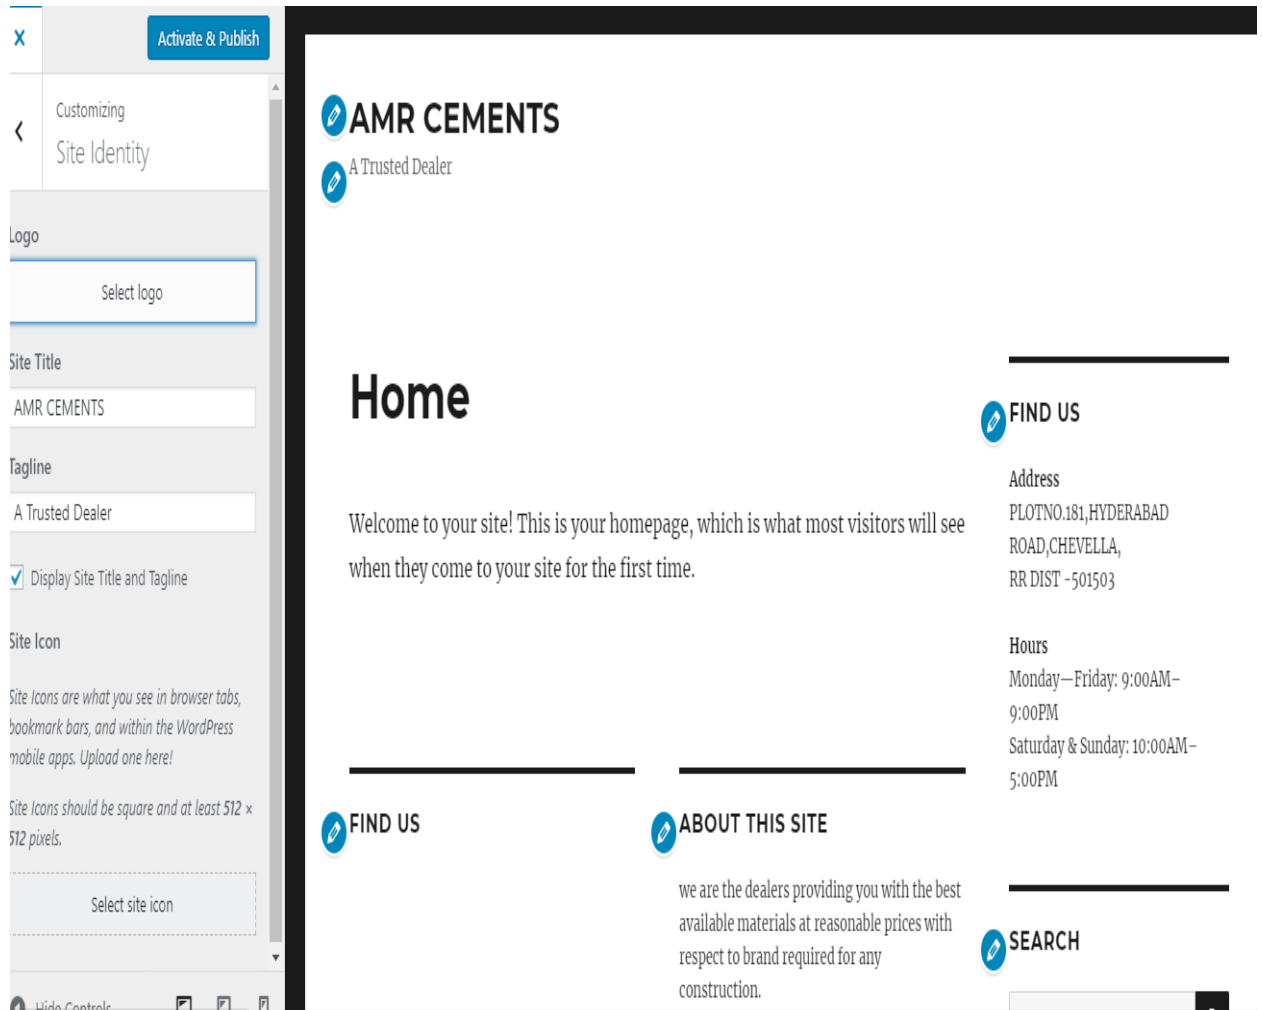 Activate & Publish
Customizing
Site Identity
Logo
Select logo
Site Title
AMR CEMENTS
Tagline
A Trusted Dealer
Display Site Title and Tagline
Site Icon
Site Icons are what you see in browser tabs,
bookmark bars, and within the WordPress
mobile apps. Upload one here!
Site Icons should be square and at least 512 ×
512 pixels.
Select site icon
Hide Controls
AMR CEMENTS
A Trusted Dealer
Home
Welcome to your site! This is your homepage, which is what most visitors will see
when they come to your site for the first time.
FIND US
ABOUT THIS SITE
we are the dealers providing you with the best
available materials at reasonable prices with
respect to brand required for any
construction.
FIND US
Address
PLOTNO.181,HYDERABAD
ROAD,CHEVELLA,
RR DIST -501503
Hours
Monday—Friday: 9:00AM–
9:00PM
Saturday & Sunday: 10:00AM–
5:00PM
SEARCH